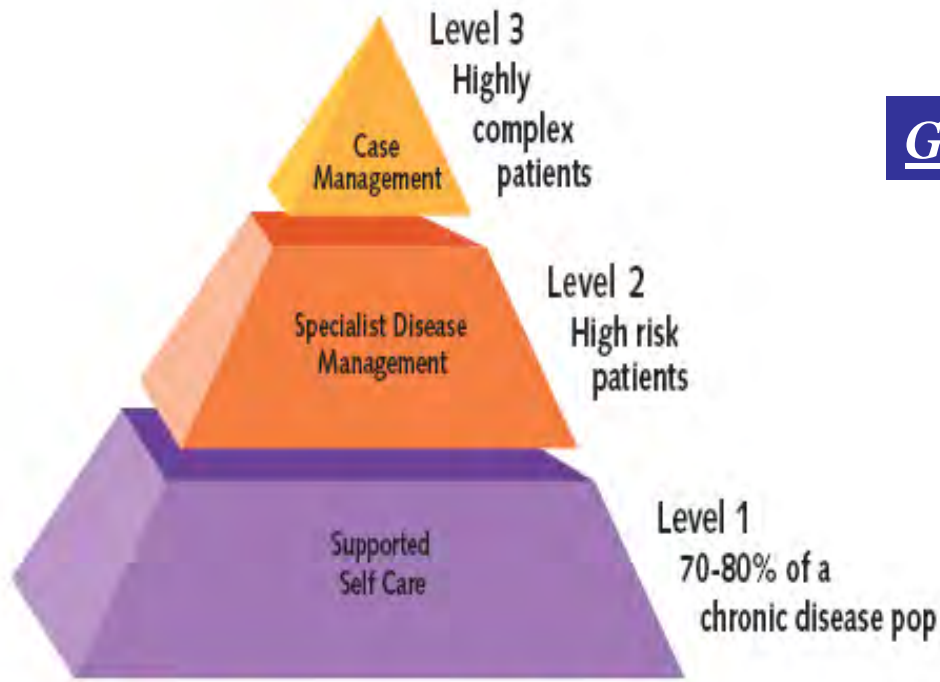 Level 3
Highly
complex
patients
Case
Management
G
Level 2
High risk
patients
Specialist Disease
Management
Level 1
70-80% of a
chronic disease pop
Supported
Self Care